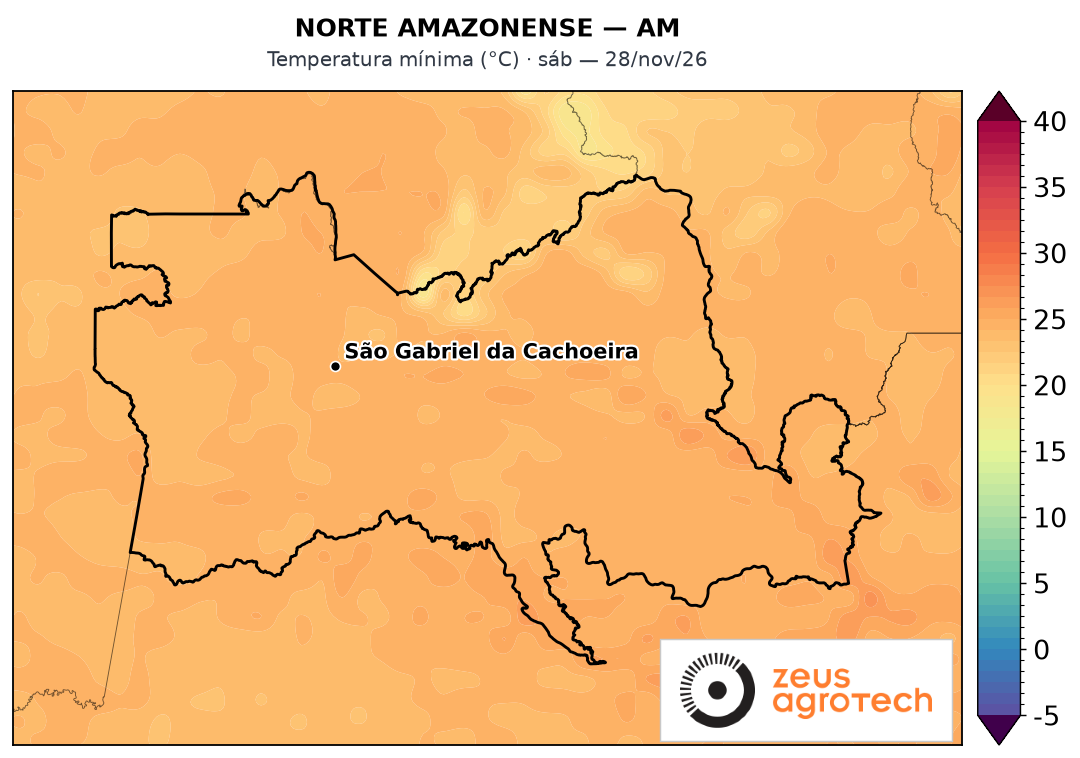 NORTE AMAZONENSE — AM
Temperatura mínima (°C) · sáb — 28/nov/26
São Gabriel da Cachoeira
40
35
30
25
20
15
10
5
0
-5
zeus
agrotech